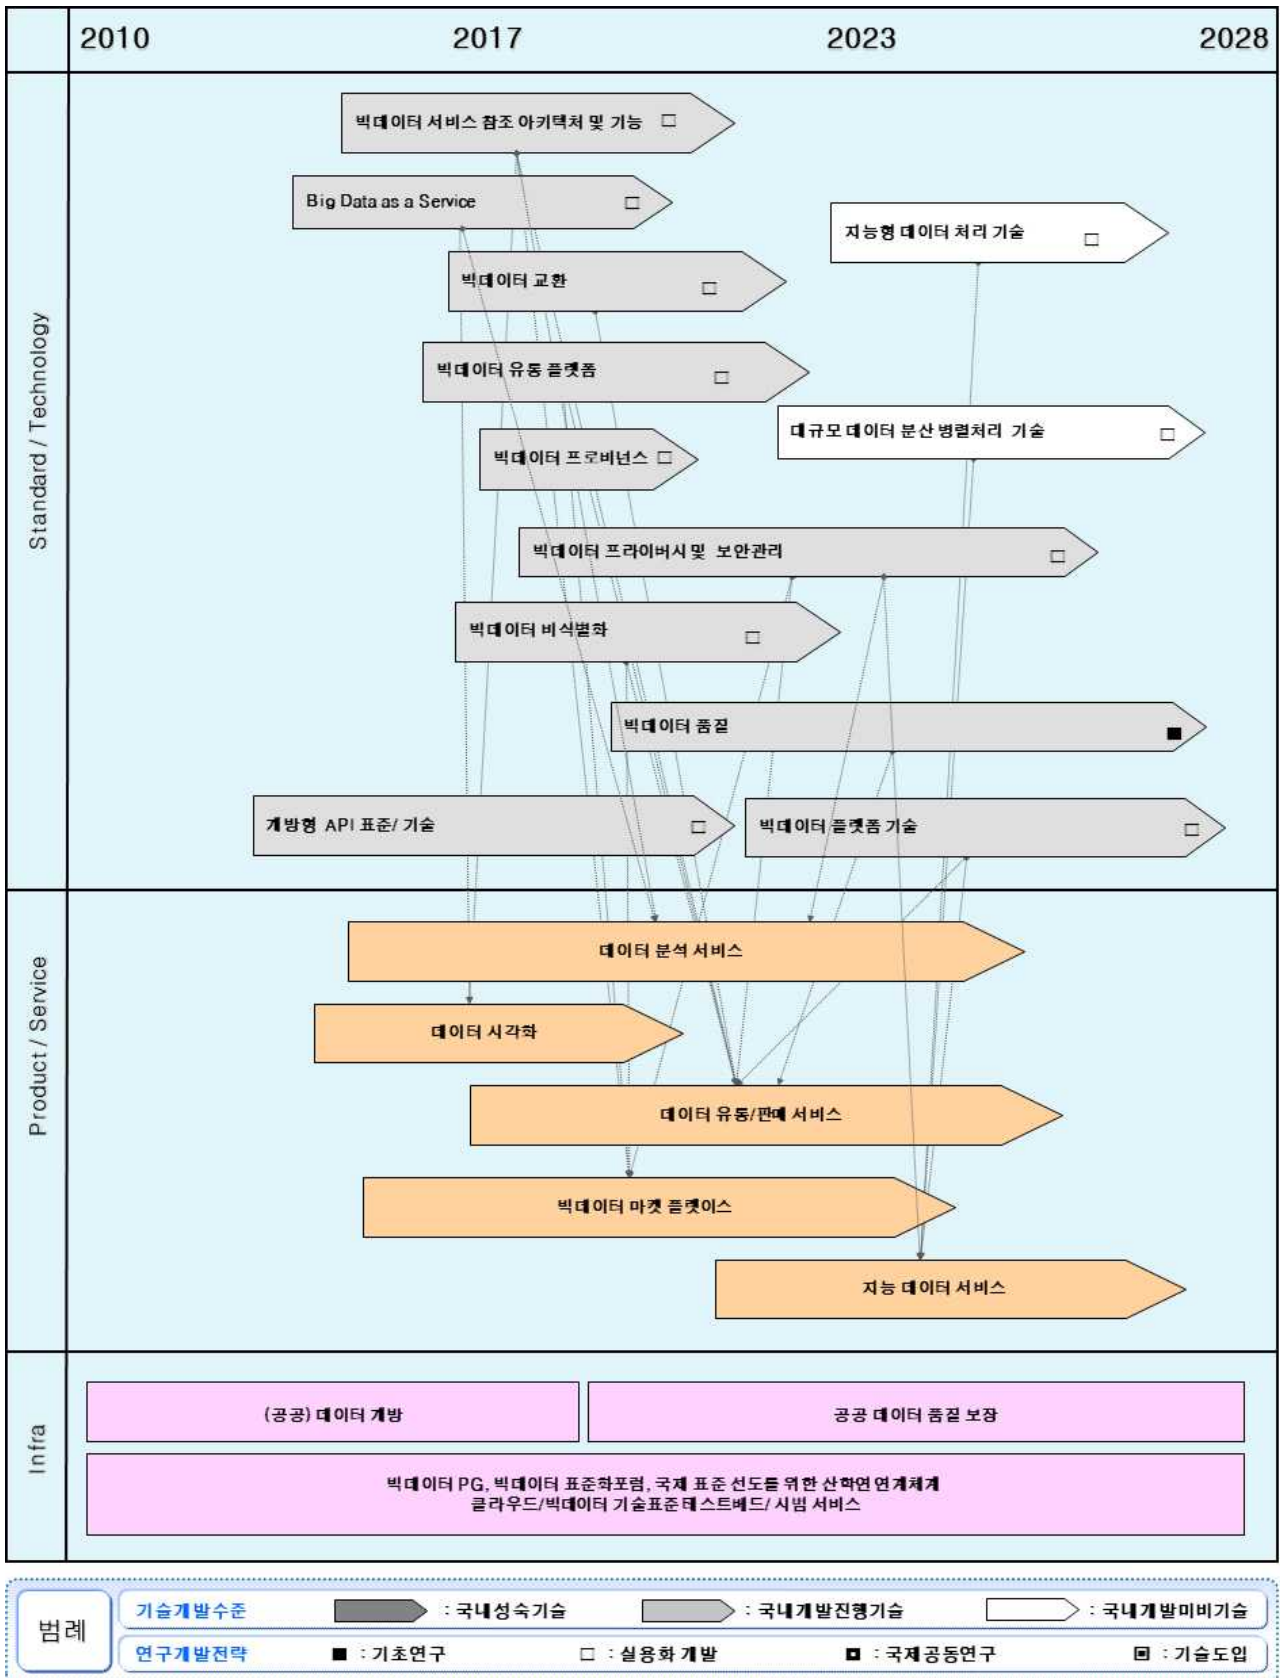 2010 2017 2023 2028
Standard / Technology
빅데이터 서비스 참조 아키텍처 및 기능 □
Big Data as a Service □
지능형 데이터 처리 기술 □
빅데이터 교환 □
빅데이터 유통 플랫폼 □
대규모 데이터 분산 병렬처리 기술 □
빅데이터 프로비넌스 □
빅데이터 프라이버시 및 보안관리 □
빅데이터 비식별화 □
빅데이터 품질 ■
개방형 API 표준/ 기술 □
빅데이터 플랫폼 기술 □
Product / Service
데이터 분석 서비스
데이터 시각화
데이터 유통/판매 서비스
빅데이터 마켓 플렛이스
지능 데이터 서비스
Infra
(공공) 데이터 개방
공공 데이터 품질 보장
빅데이터 PG, 빅데이터 표준화포럼, 국제 표준 선도를 위한 산학연 연계체계
클라우드/빅데이터 기술표준 테스트베드/ 시범 서비스
범례
기술개발수준 : 국내성숙기술 : 국내개발진행기술 : 국내개발미비기술
연구개발전략 ■ : 기초연구 □ : 실용화 개발 ◘ : 국제공동연구 ▣ : 기술도입